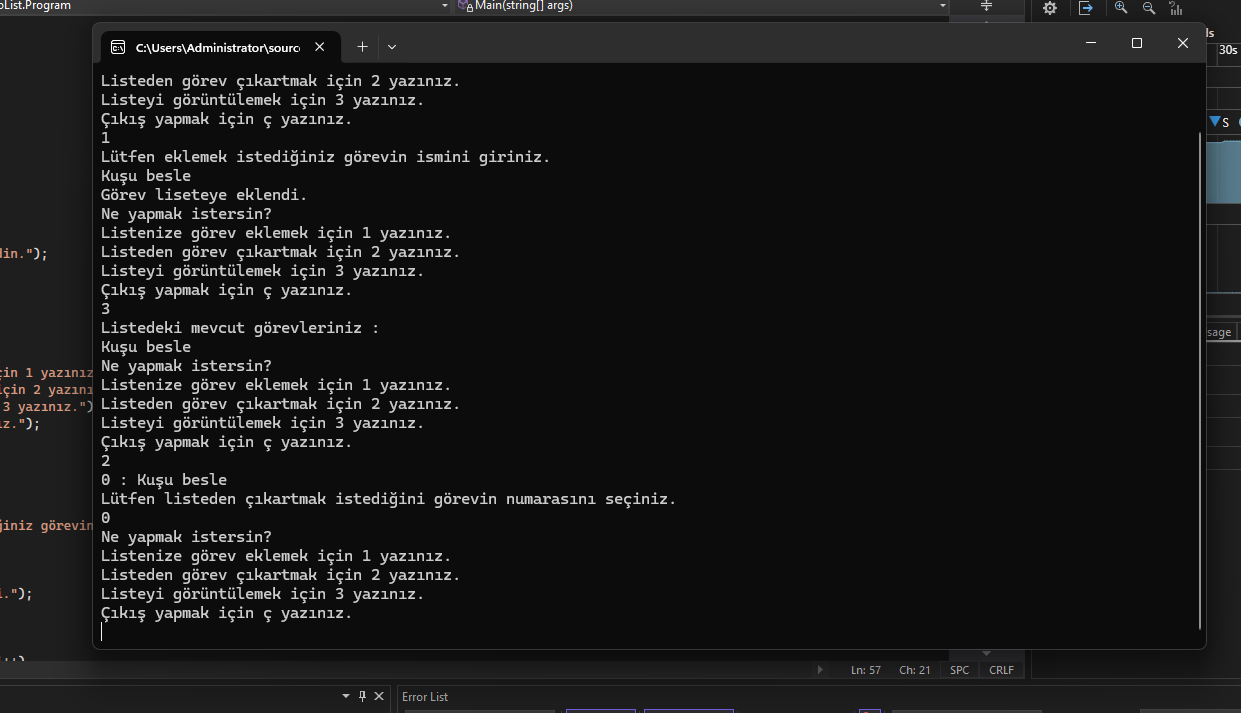 oList.Program
Main(string[] args)
C:\Users\Administrator\sourc
ls
30s
S
Listeden görev çıkartmak için 2 yazınız.
Listeyi görüntülemek için 3 yazınız.
Çıkış yapmak için ç yazınız.
1
Lütfen eklemek istediğiniz görevin ismini giriniz.
Kuşu besle
Görev liseteye eklendi.
Ne yapmak istersin?
Listenize görev eklemek için 1 yazınız.
din.");
Listeden görev çıkartmak için 2 yazınız.
Listeyi görüntülemek için 3 yazınız.
Çıkış yapmak için ç yazınız.
3
Listedeki mevcut görevleriniz :
sage
Kuşu besle
Ne yapmak istersin?
çin 1 yazınız
Listenize görev eklemek için 1 yazınız.
için 2 yazını
Listeden görev çıkartmak için 2 yazınız.
3 yazınız.")
Listeyi görüntülemek için 3 yazınız.
ız.");
Çıkış yapmak için ç yazınız.
2
0 : Kuşu besle
Lütfen listeden çıkartmak istediğini görevin numarasını seçiniz.
0
ğiniz görevin
Ne yapmak istersin?
Listenize görev eklemek için 1 yazınız.
Listeden görev çıkartmak için 2 yazınız.
i.");
Listeyi görüntülemek için 3 yazınız.
Çıkış yapmak için ç yazınız.
Ln: 57 Ch: 21 SPC CRLF
Error List